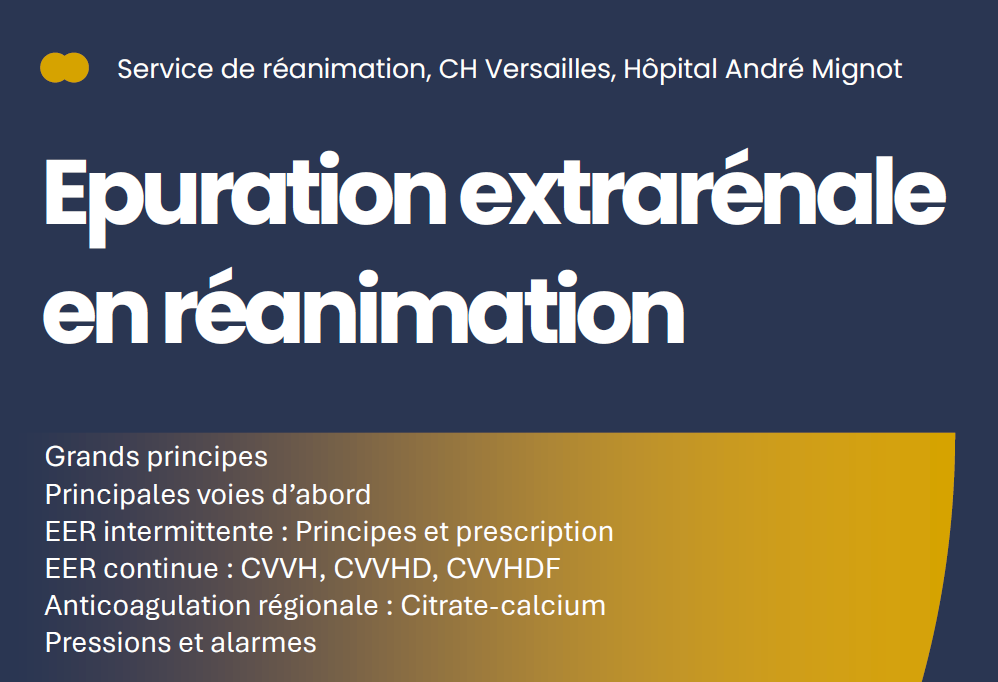 Service de réanimation, CH Versailles, Hôpital André Mignot
Epuration extrarénale
en réanimation
Grands principes
Principales voies d’abord
EER intermittente : Principes et prescription
EER continue : CVVH, CVVHD, CVVHDF
Anticoagulation régionale : Citrate-calcium
Pressions et alarmes